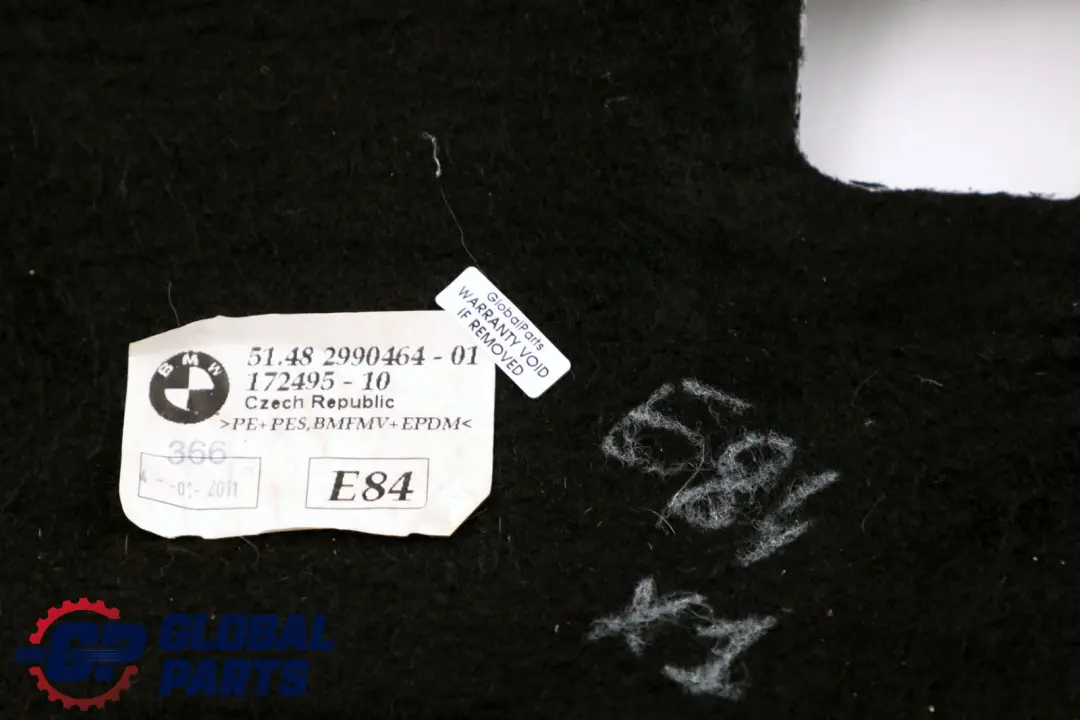 GlobalParts
WARRANTY VOID
IF REMOVED
BMW
51.48 2990464-01
172495-10
Czech Republic
>PE+PES,BMFMV+EPDM<
366
-01-2011
E84
X1
GP GLOBAL
PARTS